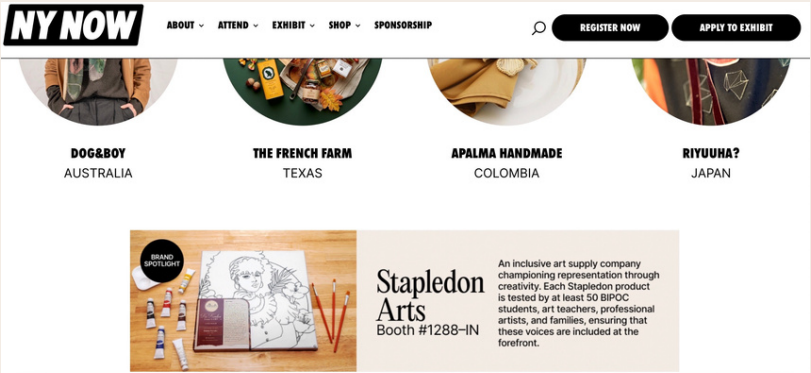 NY NOW
ABOUT ATTEND EXHIBIT SHOP SPONSORSHIP
REGISTER NOW
APPLY TO EXHIBIT
DOG&BOY
AUSTRALIA
THE FRENCH FARM
TEXAS
APALMA HANDMADE
COLOMBIA
RIYUUHA?
JAPAN
BRAND
SPOTLIGHT
Stapledon
Arts
Booth #1288–IN
An inclusive art supply company
championing representation through
creativity. Each Stapledon product
is tested by at least 50 BIPOC
students, art teachers, professional
artists, and families, ensuring that
these voices are included at the
forefront.